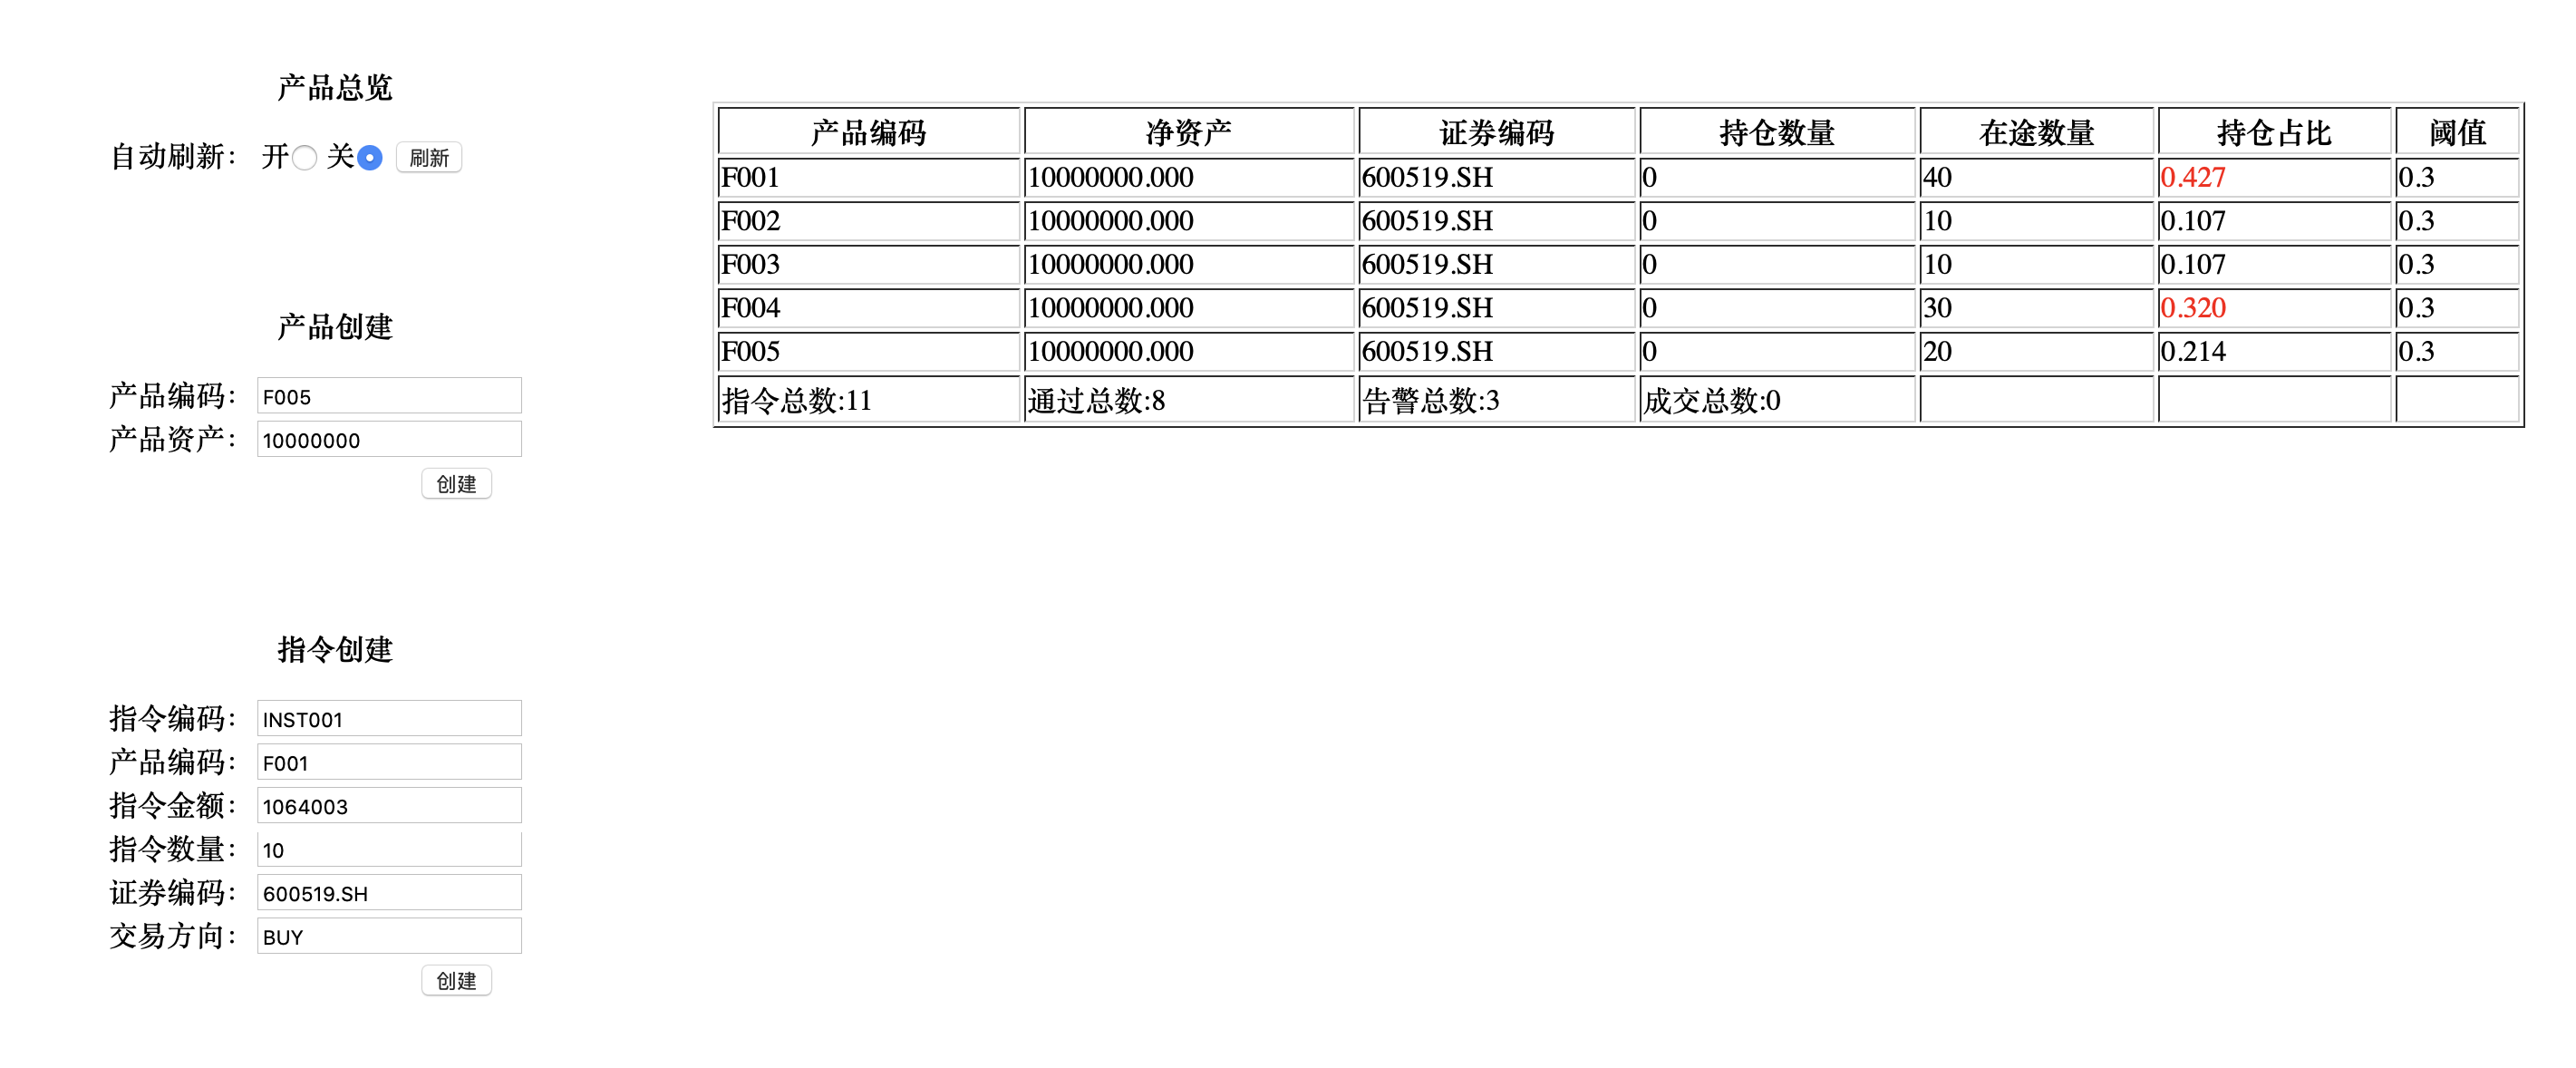 产品总览
自动刷新： 开 关 刷新
产品创建
产品编码： F005
产品资产： 10000000
创建
指令创建
指令编码： INST001
产品编码： F001
指令金额： 1064003
指令数量： 10
证券编码： 600519.SH
交易方向： BUY
创建
产品编码 净资产 证券编码 持仓数量 在途数量 持仓占比 阈值
F001 10000000.000 600519.SH 0 40 0.427 0.3
F002 10000000.000 600519.SH 0 10 0.107 0.3
F003 10000000.000 600519.SH 0 10 0.107 0.3
F004 10000000.000 600519.SH 0 30 0.320 0.3
F005 10000000.000 600519.SH 0 20 0.214 0.3
指令总数:11 通过总数:8 告警总数:3 成交总数:0